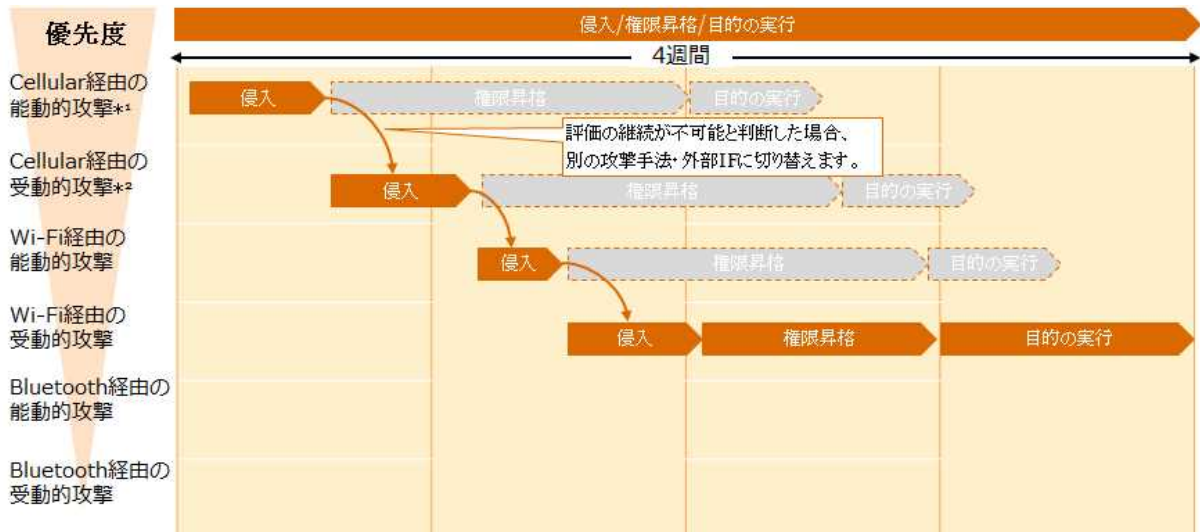 優先度
侵入/権限昇格/目的の実行
4週間
Cellular経由の
能動的攻撃*1
侵入
権限昇格
目的の実行
評価の継続が不可能と判断した場合、
別の攻撃手法・外部IFに切り替えます。
Cellular経由の
受動的攻撃*2
侵入
権限昇格
目的の実行
Wi-Fi経由の
能動的攻撃
侵入
権限昇格
目的の実行
Wi-Fi経由の
受動的攻撃
侵入
権限昇格
目的の実行
Bluetooth経由の
能動的攻撃
Bluetooth経由の
受動的攻撃